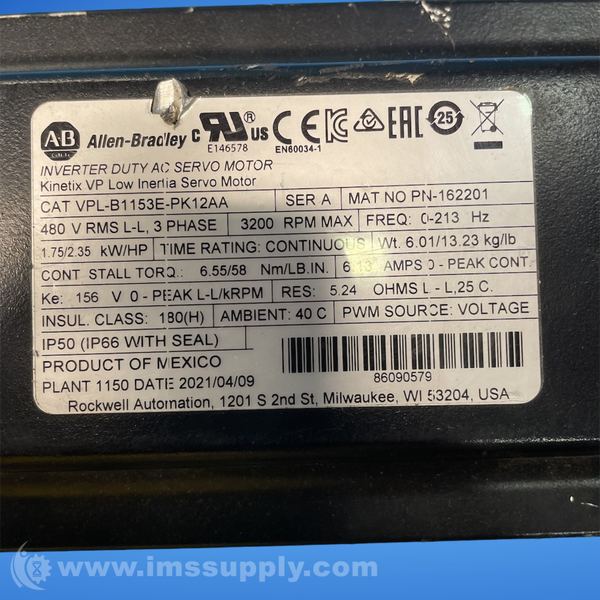 AB Allen-Bradley c RU ® US CE EAC 25
E146578 EN60034-1
INVERTER DUTY AC SERVO MOTOR
Kinetix VP Low Inertia Servo Motor
CAT VPL-B1153E-PK12AA SER A MAT NO PN-162201
480 V RMS L-L, 3 PHASE 3200 RPM MAX FREQ: 0-213 Hz
1.75/2.35 kW/HP TIME RATING: CONTINUOUS Wt. 6.01/13.23 kg/lb
CONT STALL TORQ.: 6.55/58 Nm/LB.IN. 6.13 AMPS 0 - PEAK CONT.
Ke: 156 V 0 - PEAK L-L/kRPM RES: 5.24 OHMS L - L,25 C.
INSUL. CLASS: 180(H) AMBIENT: 40 C PWM SOURCE: VOLTAGE
IP50 (IP66 WITH SEAL)
PRODUCT OF MEXICO
PLANT 1150 DATE 2021/04/09 86090579
Rockwell Automation, 1201 S 2nd St, Milwaukee, WI 53204, USA
www.imssupply.com